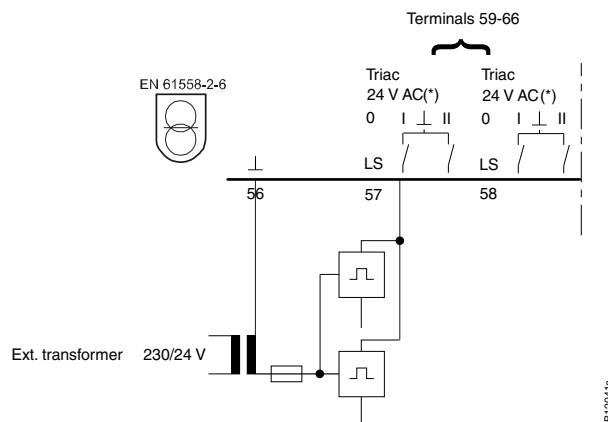 Terminals 59-66
EN 61558-2-6
Triac
24 V AC(*)
0 I ⊥ II
Triac
24 V AC(*)
0 I ⊥ II
LS
LS
⊥
56
57
58
Ext. transformer 230/24 V